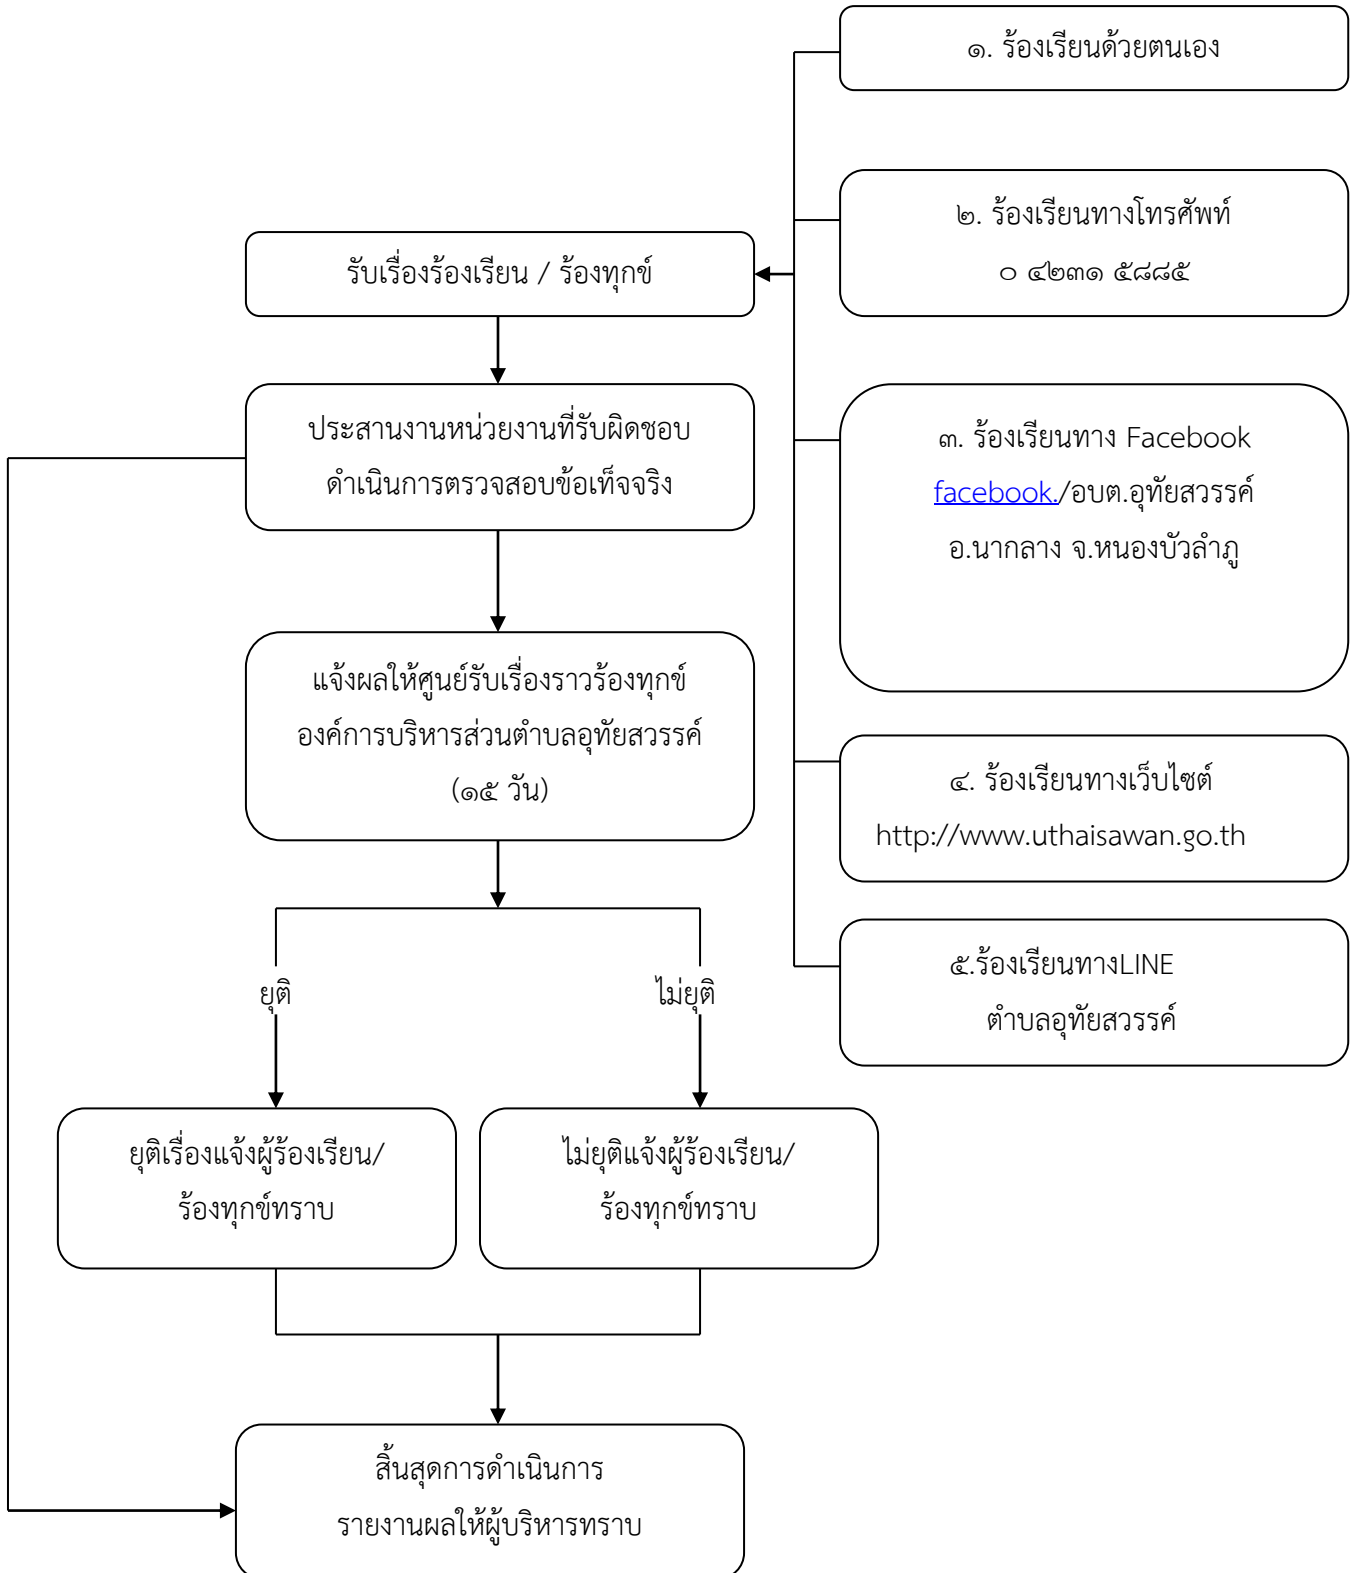 ๑. ร้องเรียนด้วยตนเอง
๒. ร้องเรียนทางโทรศัพท์
๐ ๔๒๓๑ ๕๘๘๕
รับเรื่องร้องเรียน / ร้องทุกข์
ประสานงานหน่วยงานที่รับผิดชอบ
ดำเนินการตรวจสอบข้อเท็จจริง
๓. ร้องเรียนทาง Facebook
facebook./อบต.อุทัยสวรรค์
อ.นากลาง จ.หนองบัวลำภู
แจ้งผลให้ศูนย์รับเรื่องราวร้องทุกข์
องค์การบริหารส่วนตำบลอุทัยสวรรค์
(๑๕ วัน)
๔. ร้องเรียนทางเว็บไซต์
http://www.uthaisawan.go.th
๕.ร้องเรียนทางLINE
ตำบลอุทัยสวรรค์
ยุติ
ไม่ยุติ
ยุติเรื่องแจ้งผู้ร้องเรียน/
ร้องทุกข์ทราบ
ไม่ยุติแจ้งผู้ร้องเรียน/
ร้องทุกข์ทราบ
สิ้นสุดการดำเนินการ
รายงานผลให้ผู้บริหารทราบ